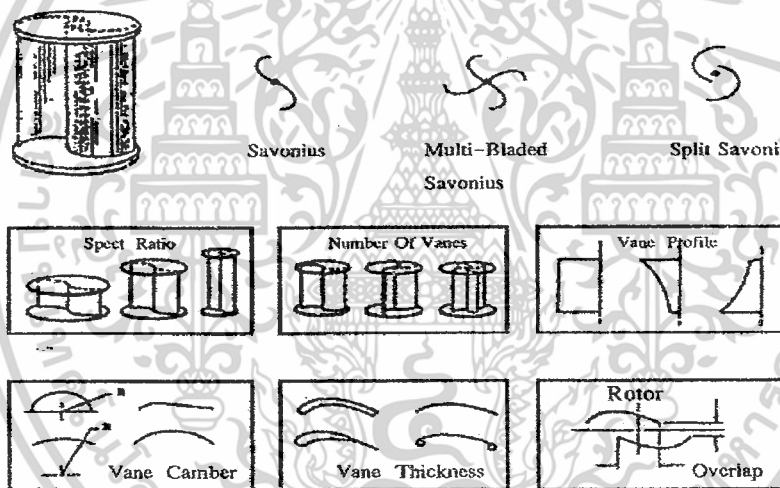 Savonius
Multi-Bladed
Savonius
Split Savoni
Spect Ratio
Number Of Vanes
Vane Profile
Vane Camber
Vane Thickness
Rotor
Overlap